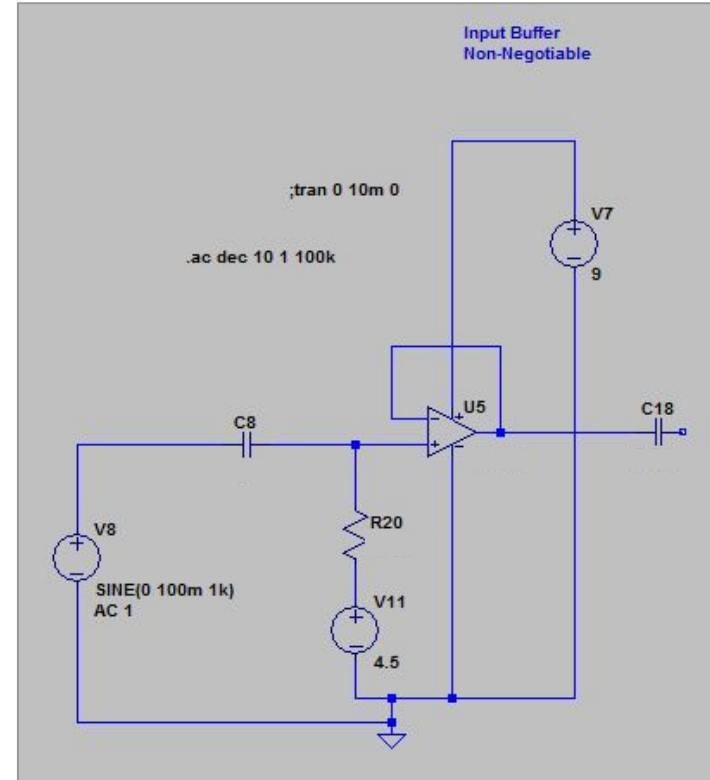 Input Buffer
Non-Negotiable
;tran 0 10m 0
V7
.ac dec 10 1 100k
9
U5
C8
C18
R20
V8
SINE(0 100m 1k)
AC 1
V11
4.5